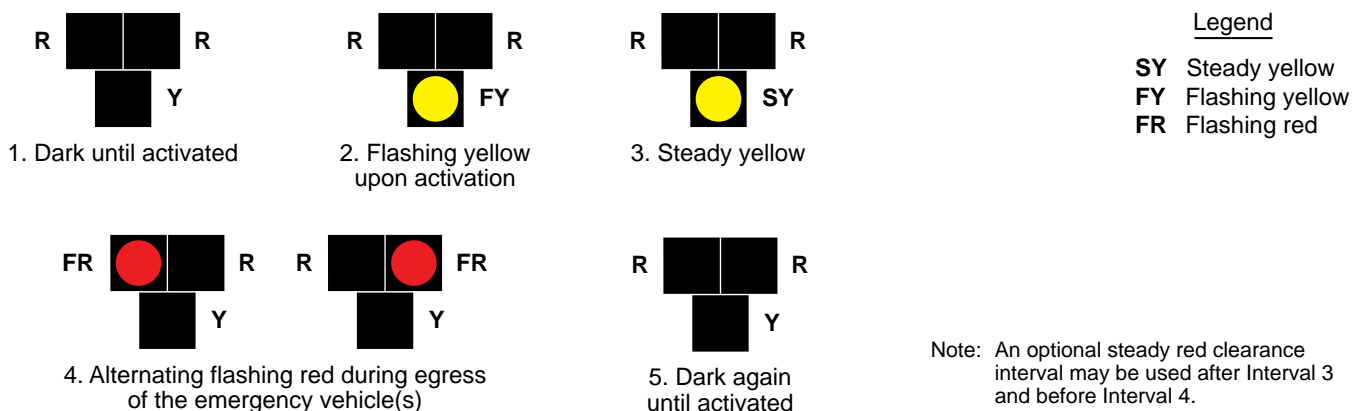 R R R R R R Legend
Y FY SY SY Steady yellow
FY Flashing yellow
FR Flashing red
1. Dark until activated
2. Flashing yellow
upon activation
3. Steady yellow
FR R R FR R R
Y Y Y
4. Alternating flashing red during egress
of the emergency vehicle(s)
5. Dark again
until activated
Note: An optional steady red clearance
interval may be used after Interval 3
and before Interval 4.